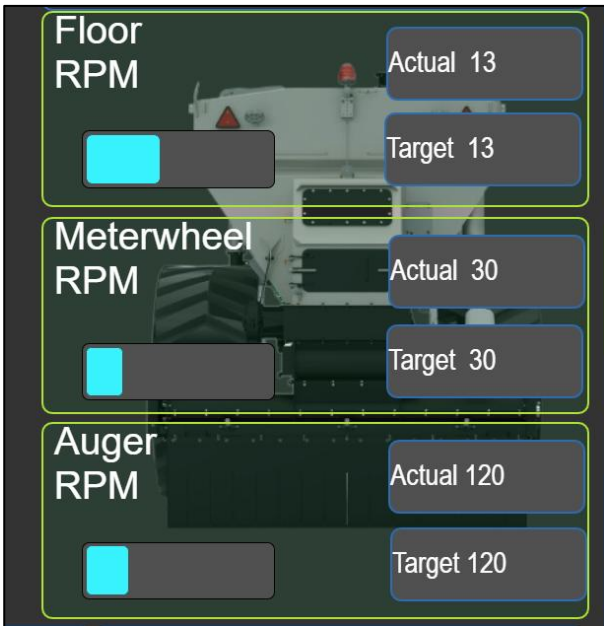 Floor
RPM
Actual 13
Target 13
Meterwheel
RPM
Actual 30
Target 30
Auger
RPM
Actual 120
Target 120